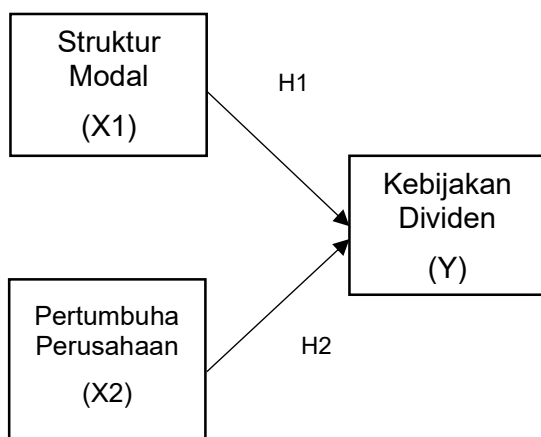 Struktur
Modal
(X1)
H1
Kebijakan
Dividen
(Y)
Pertumbuha
Perusahaan
(X2)
H2